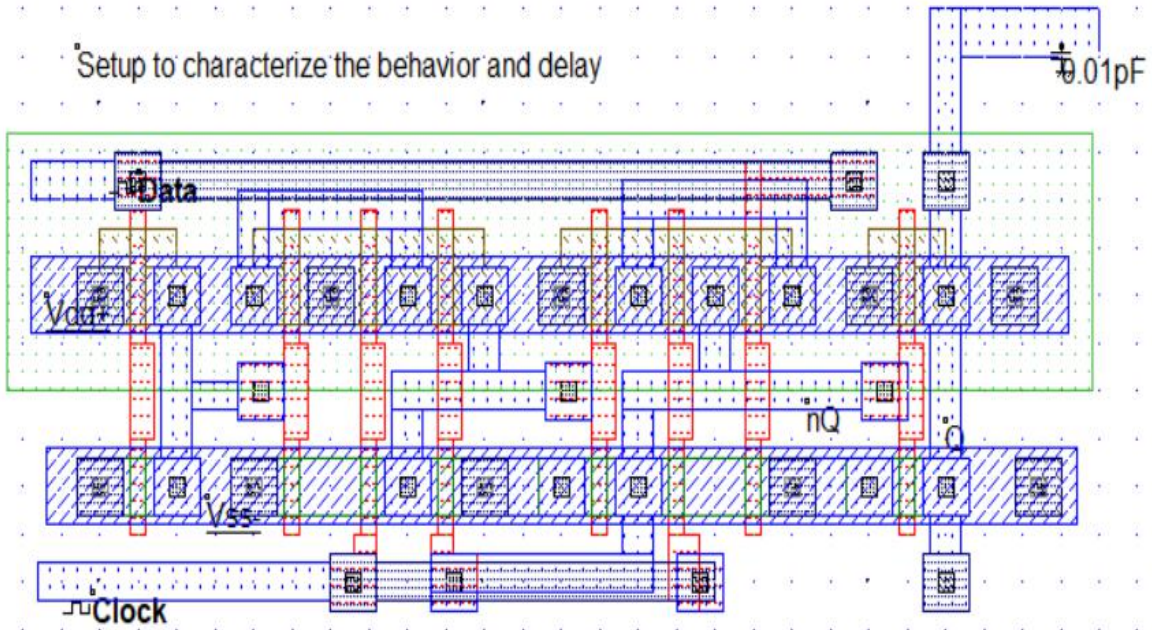 Setup to characterize the behavior and delay
0.01pF
Data
Vdd+
nQ
Q
Vss-
Clock